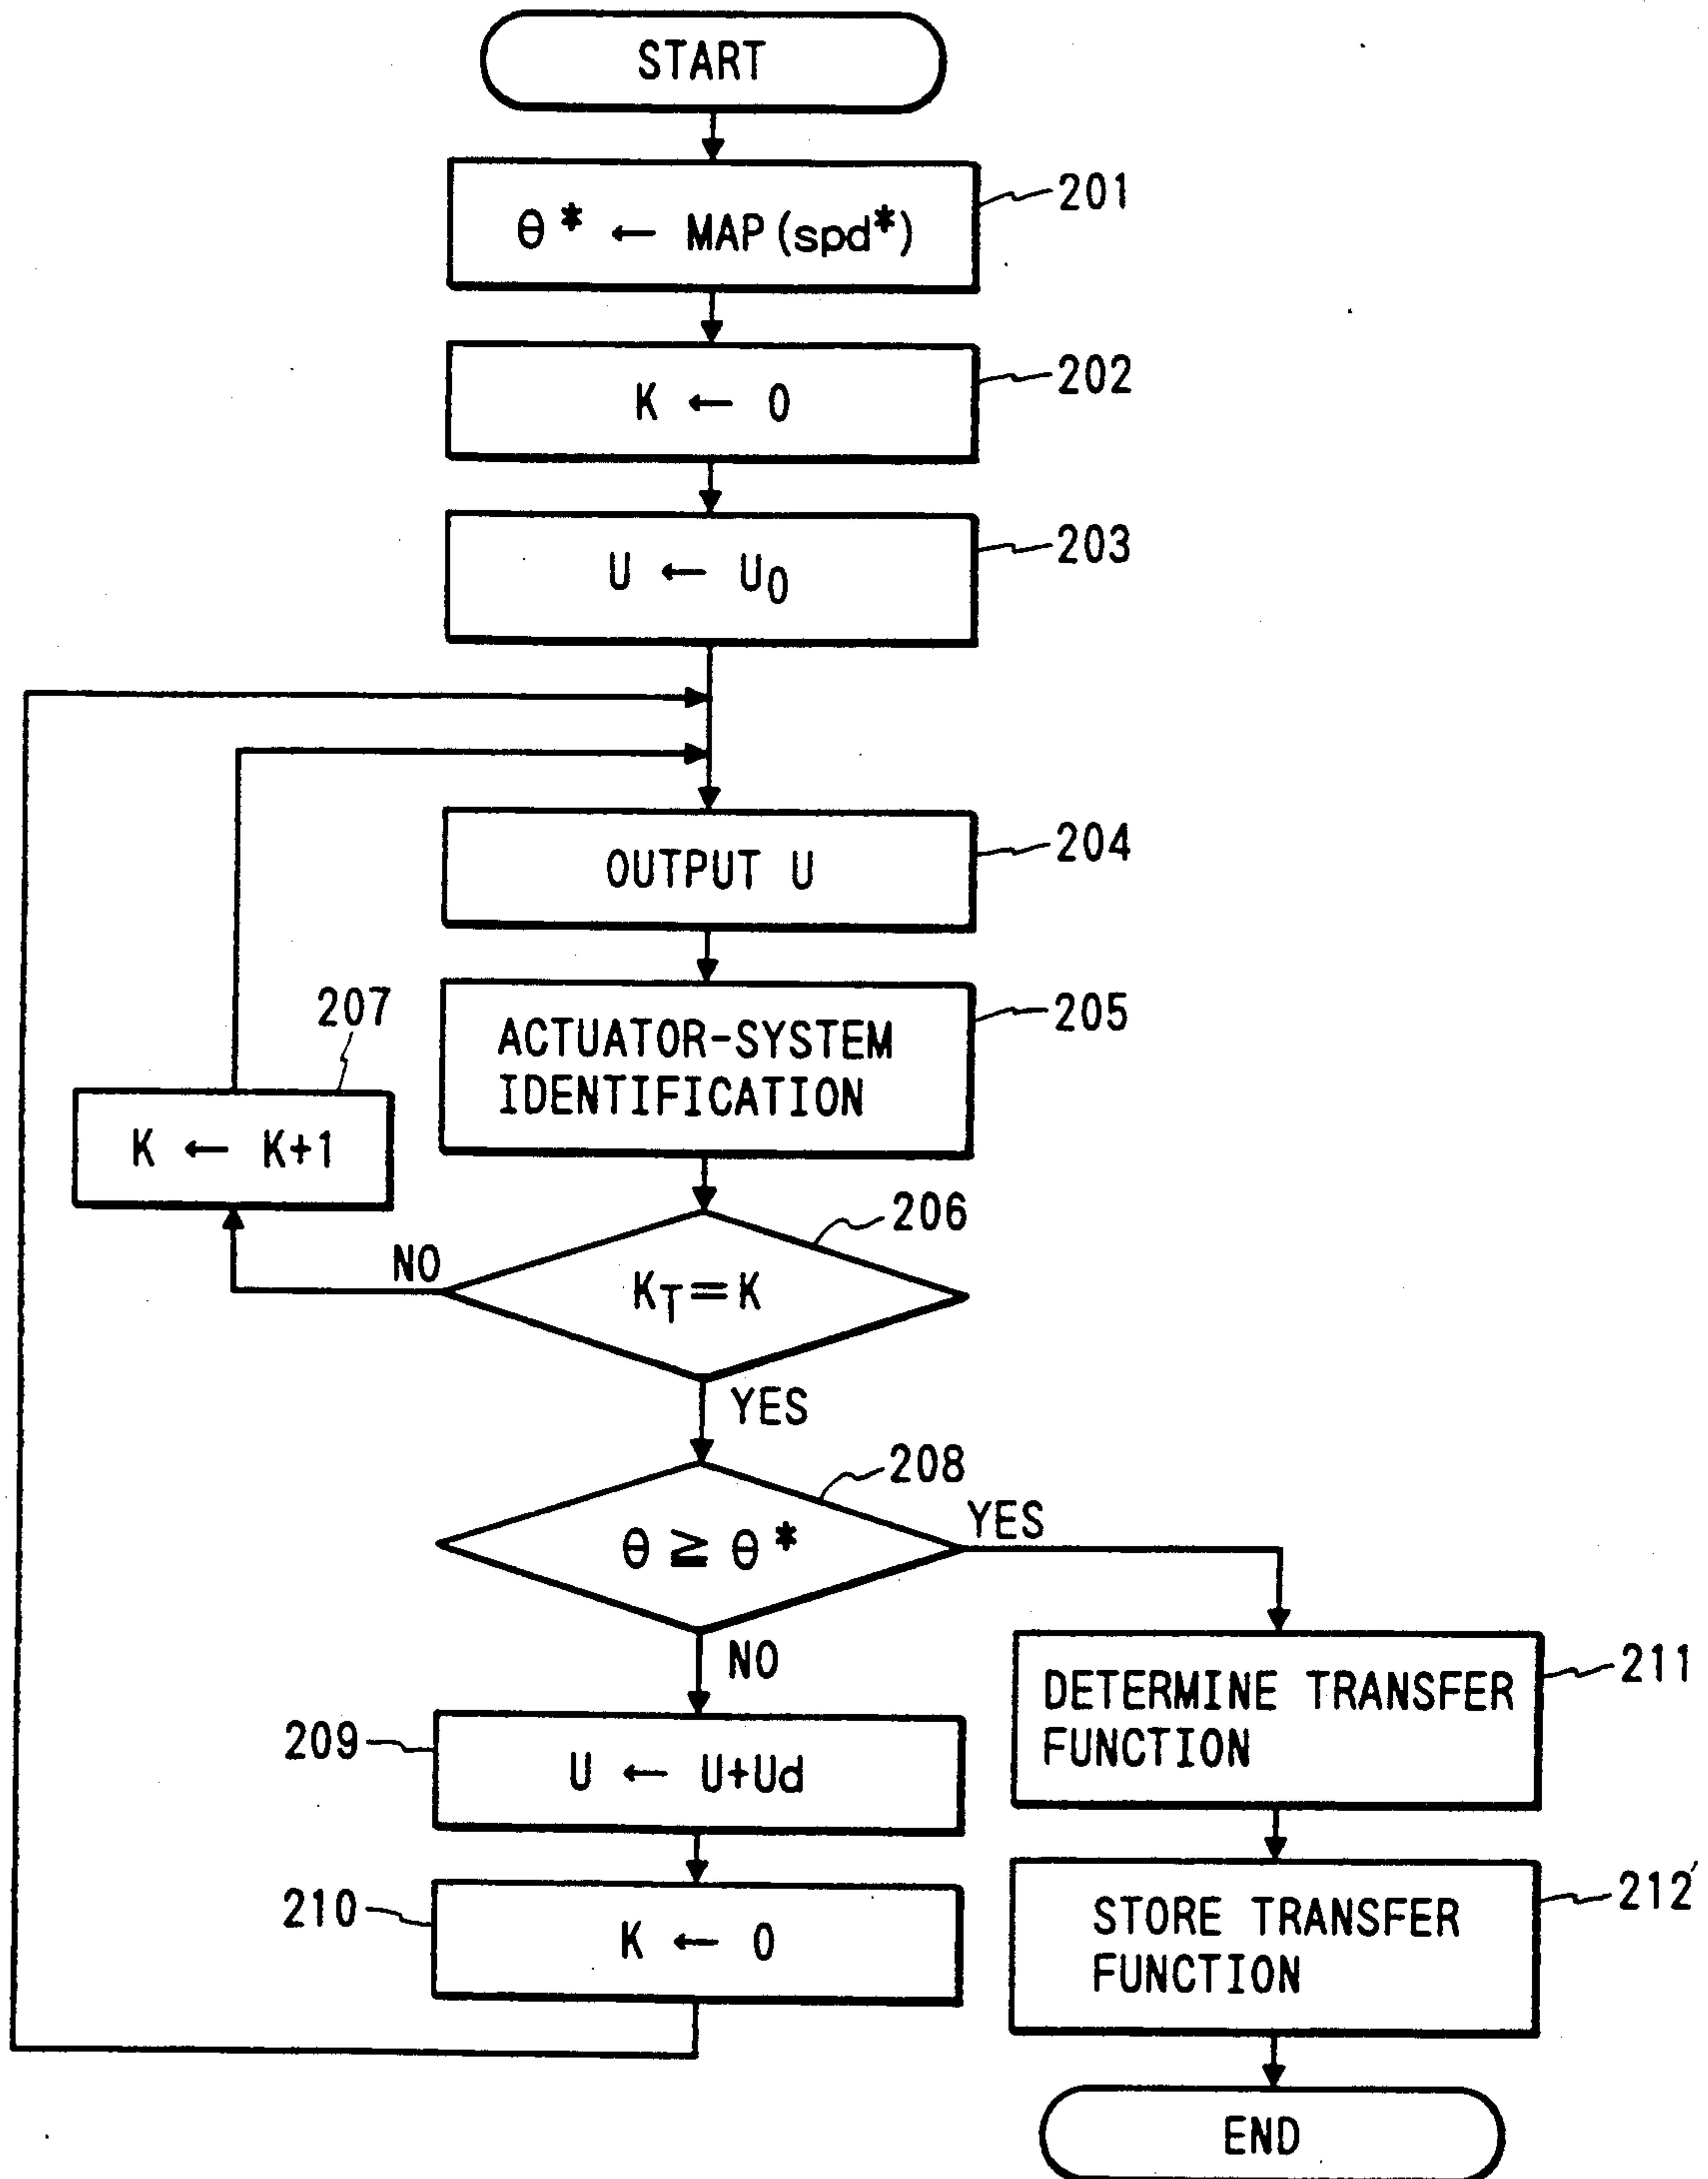 START
θ* ← MAP(spd*)
201
K ← 0
202
U ← U0
203
OUTPUT U
204
ACTUATOR-SYSTEM
IDENTIFICATION
205
207
K ← K+1
206
NO
KT=K
YES
208
θ ≧ θ*
YES
NO
209
U ← U+Ud
DETERMINE TRANSFER
FUNCTION
211
210
K ← 0
STORE TRANSFER
FUNCTION
212'
END